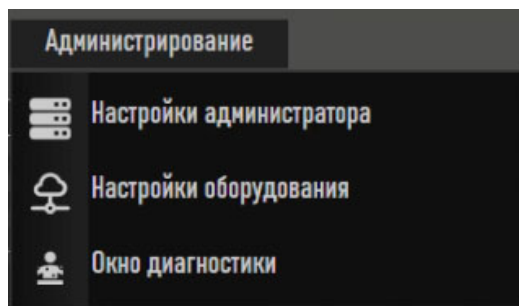 Администрирование
Настройки администратора
Настройки оборудования
Окно диагностики